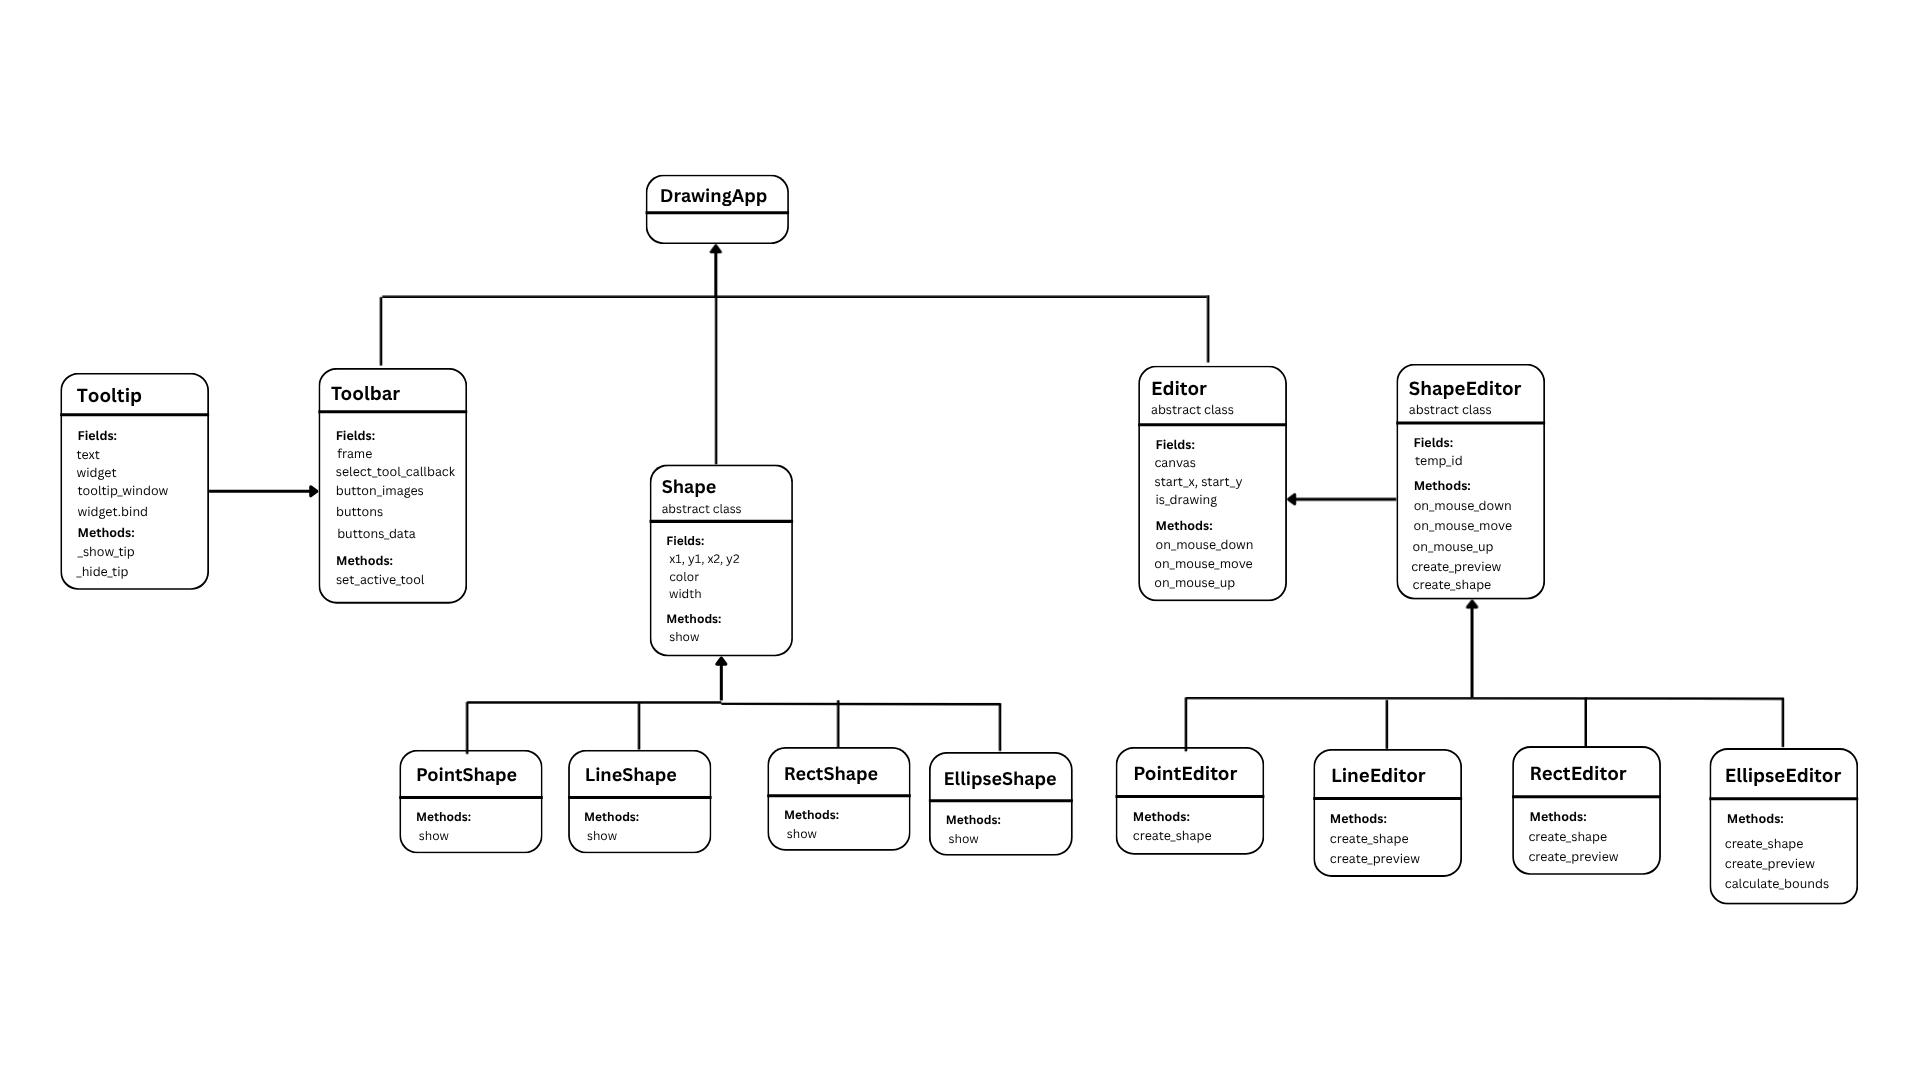 DrawingApp
Tooltip
Fields:
text
widget
tooltip_window
widget.bind
Methods:
_show_tip
_hide_tip
Toolbar
Fields:
frame
select_tool_callback
button_images
buttons
buttons_data
Methods:
set_active_tool
Shape
abstract class
Fields:
x1, y1, x2, y2
color
width
Methods:
show
Editor
abstract class
Fields:
canvas
start_x, start_y
is_drawing
Methods:
on_mouse_down
on_mouse_move
on_mouse_up
ShapeEditor
abstract class
Fields:
temp_id
Methods:
on_mouse_down
on_mouse_move
on_mouse_up
create_preview
create_shape
PointShape
Methods:
show
LineShape
Methods:
show
RectShape
Methods:
show
EllipseShape
Methods:
show
PointEditor
Methods:
create_shape
LineEditor
Methods:
create_shape
create_preview
RectEditor
Methods:
create_shape
create_preview
EllipseEditor
Methods:
create_shape
create_preview
calculate_bounds